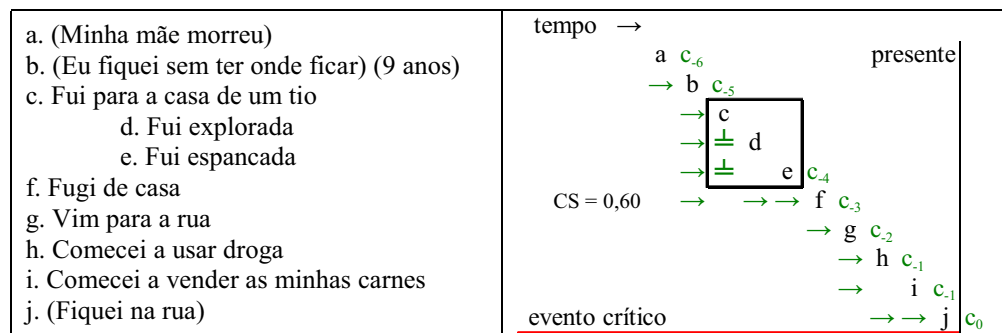 a. (Minha mãe morreu)
b. (Eu fiquei sem ter onde ficar) (9 anos)
c. Fui para a casa de um tio
d. Fui explorada
e. Fui espancada
f. Fugi de casa
g. Vim para a rua
h. Comecei a usar droga
i. Comecei a vender as minhas carnes
j. (Fiquei na rua)
tempo →
a c₋₆ presente
→ b c₋₅
→ c
→ ╧ d
→ ╧ e c₋₄
CS = 0,60 → → → f c₋₃
→ g c₋₂
→ h c₋₁
→ i c₋₁
evento crítico → → j c₀